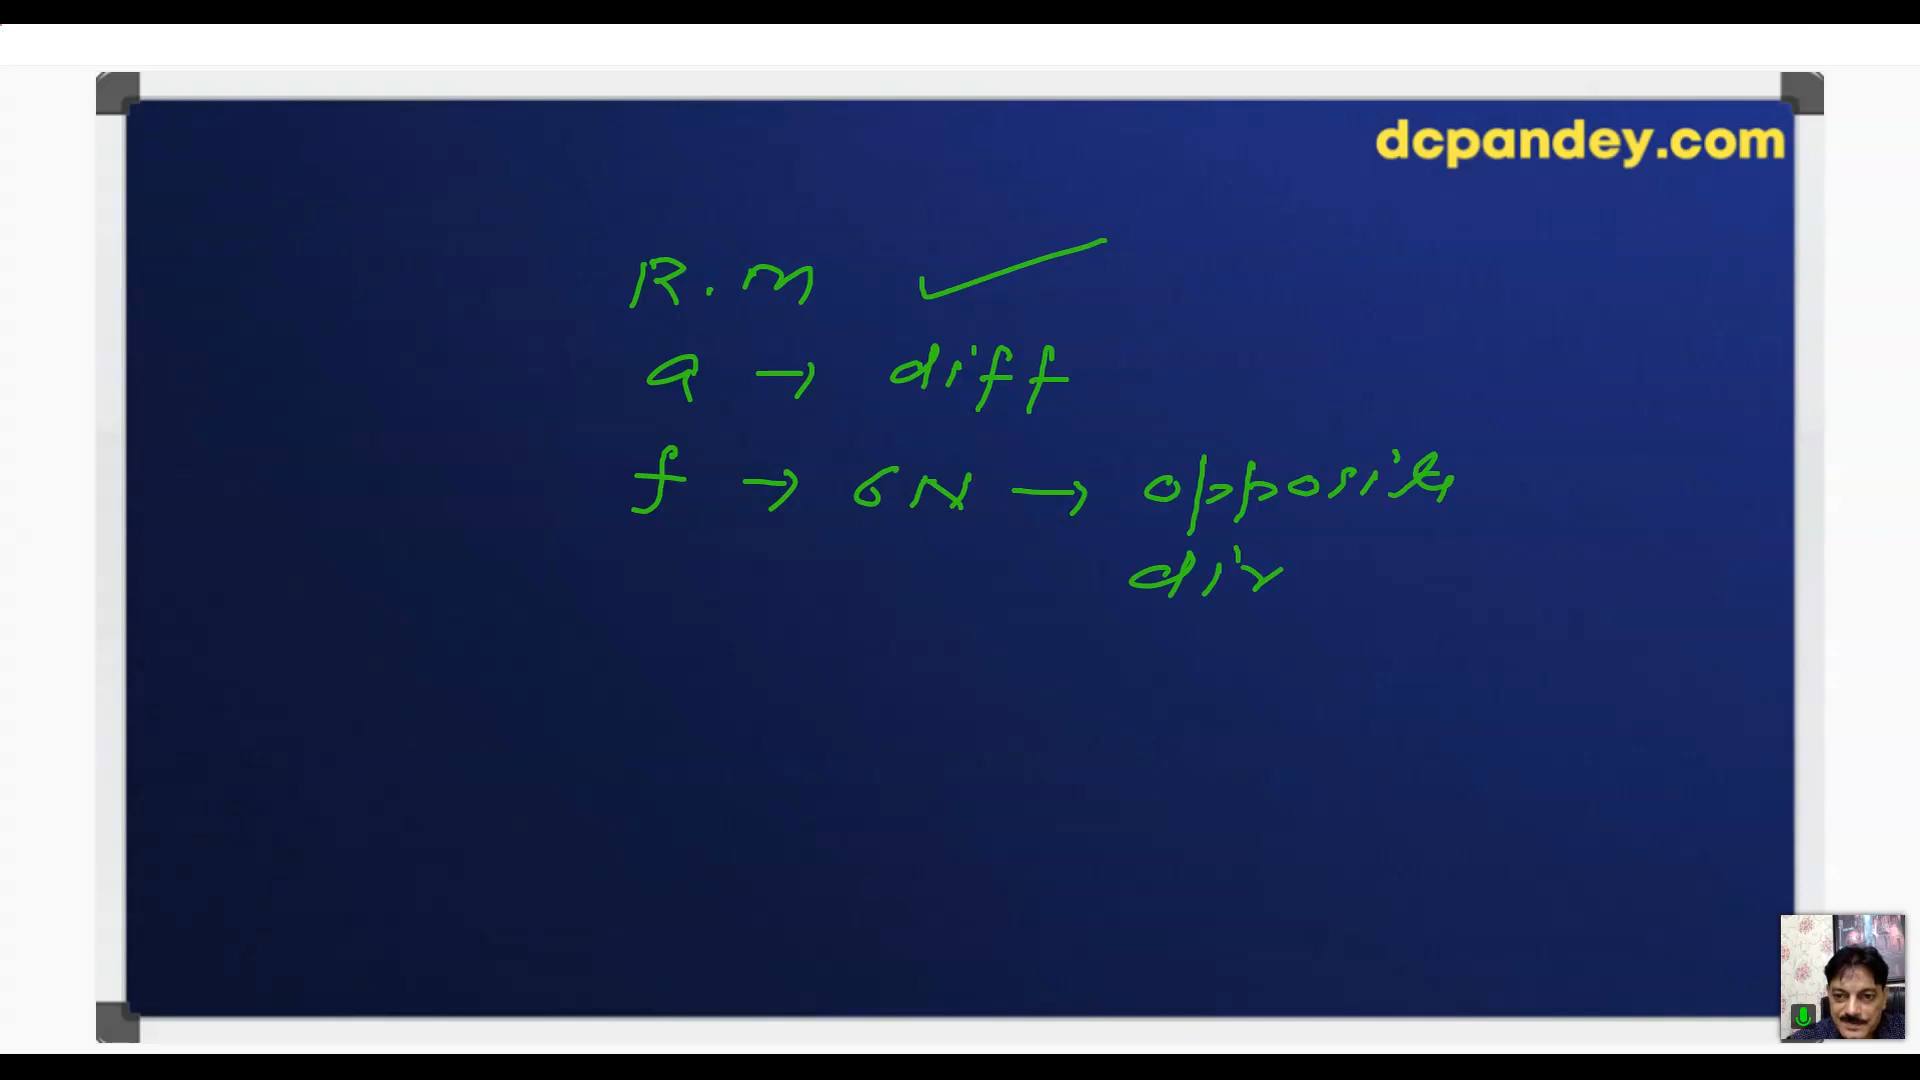 dcpandey.com
R.M ✓
a → diff
f → 6N → opposite
dir